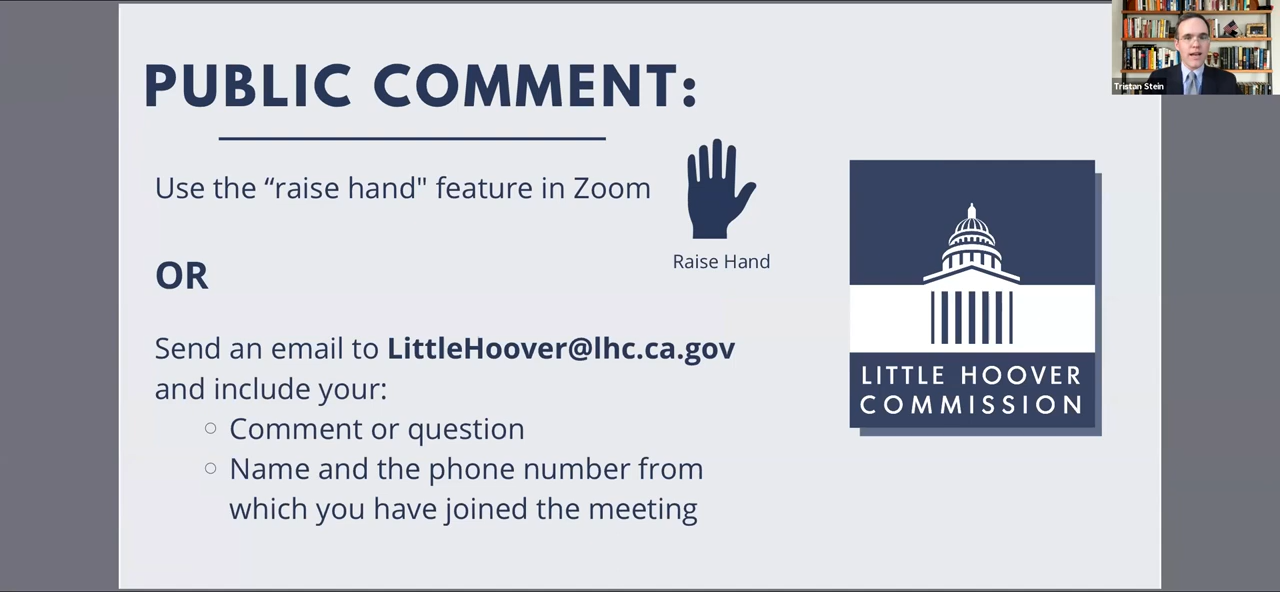 PUBLIC COMMENT:
Use the “raise hand" feature in Zoom
Raise Hand
OR
Send an email to LittleHoover@lhc.ca.gov
and include your:
Comment or question
Name and the phone number from
which you have joined the meeting
LITTLE HOOVER
COMMISSION
Tristan Stein